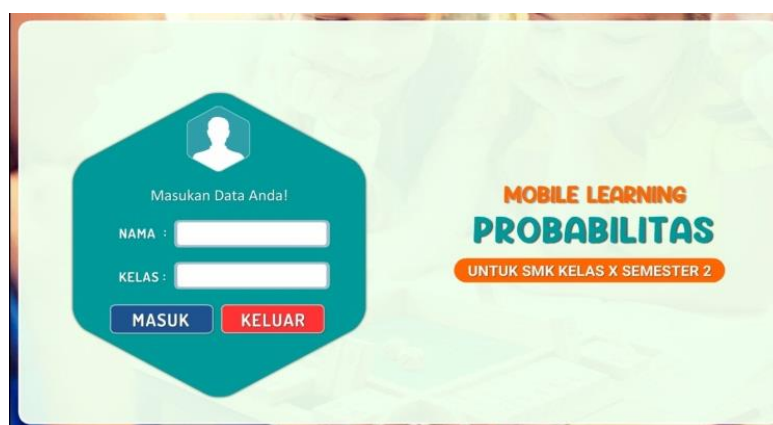 Masukan Data Anda!
NAMA :
KELAS :
MASUK KELUAR
MOBILE LEARNING
PROBABILITAS
UNTUK SMK KELAS X SEMESTER 2